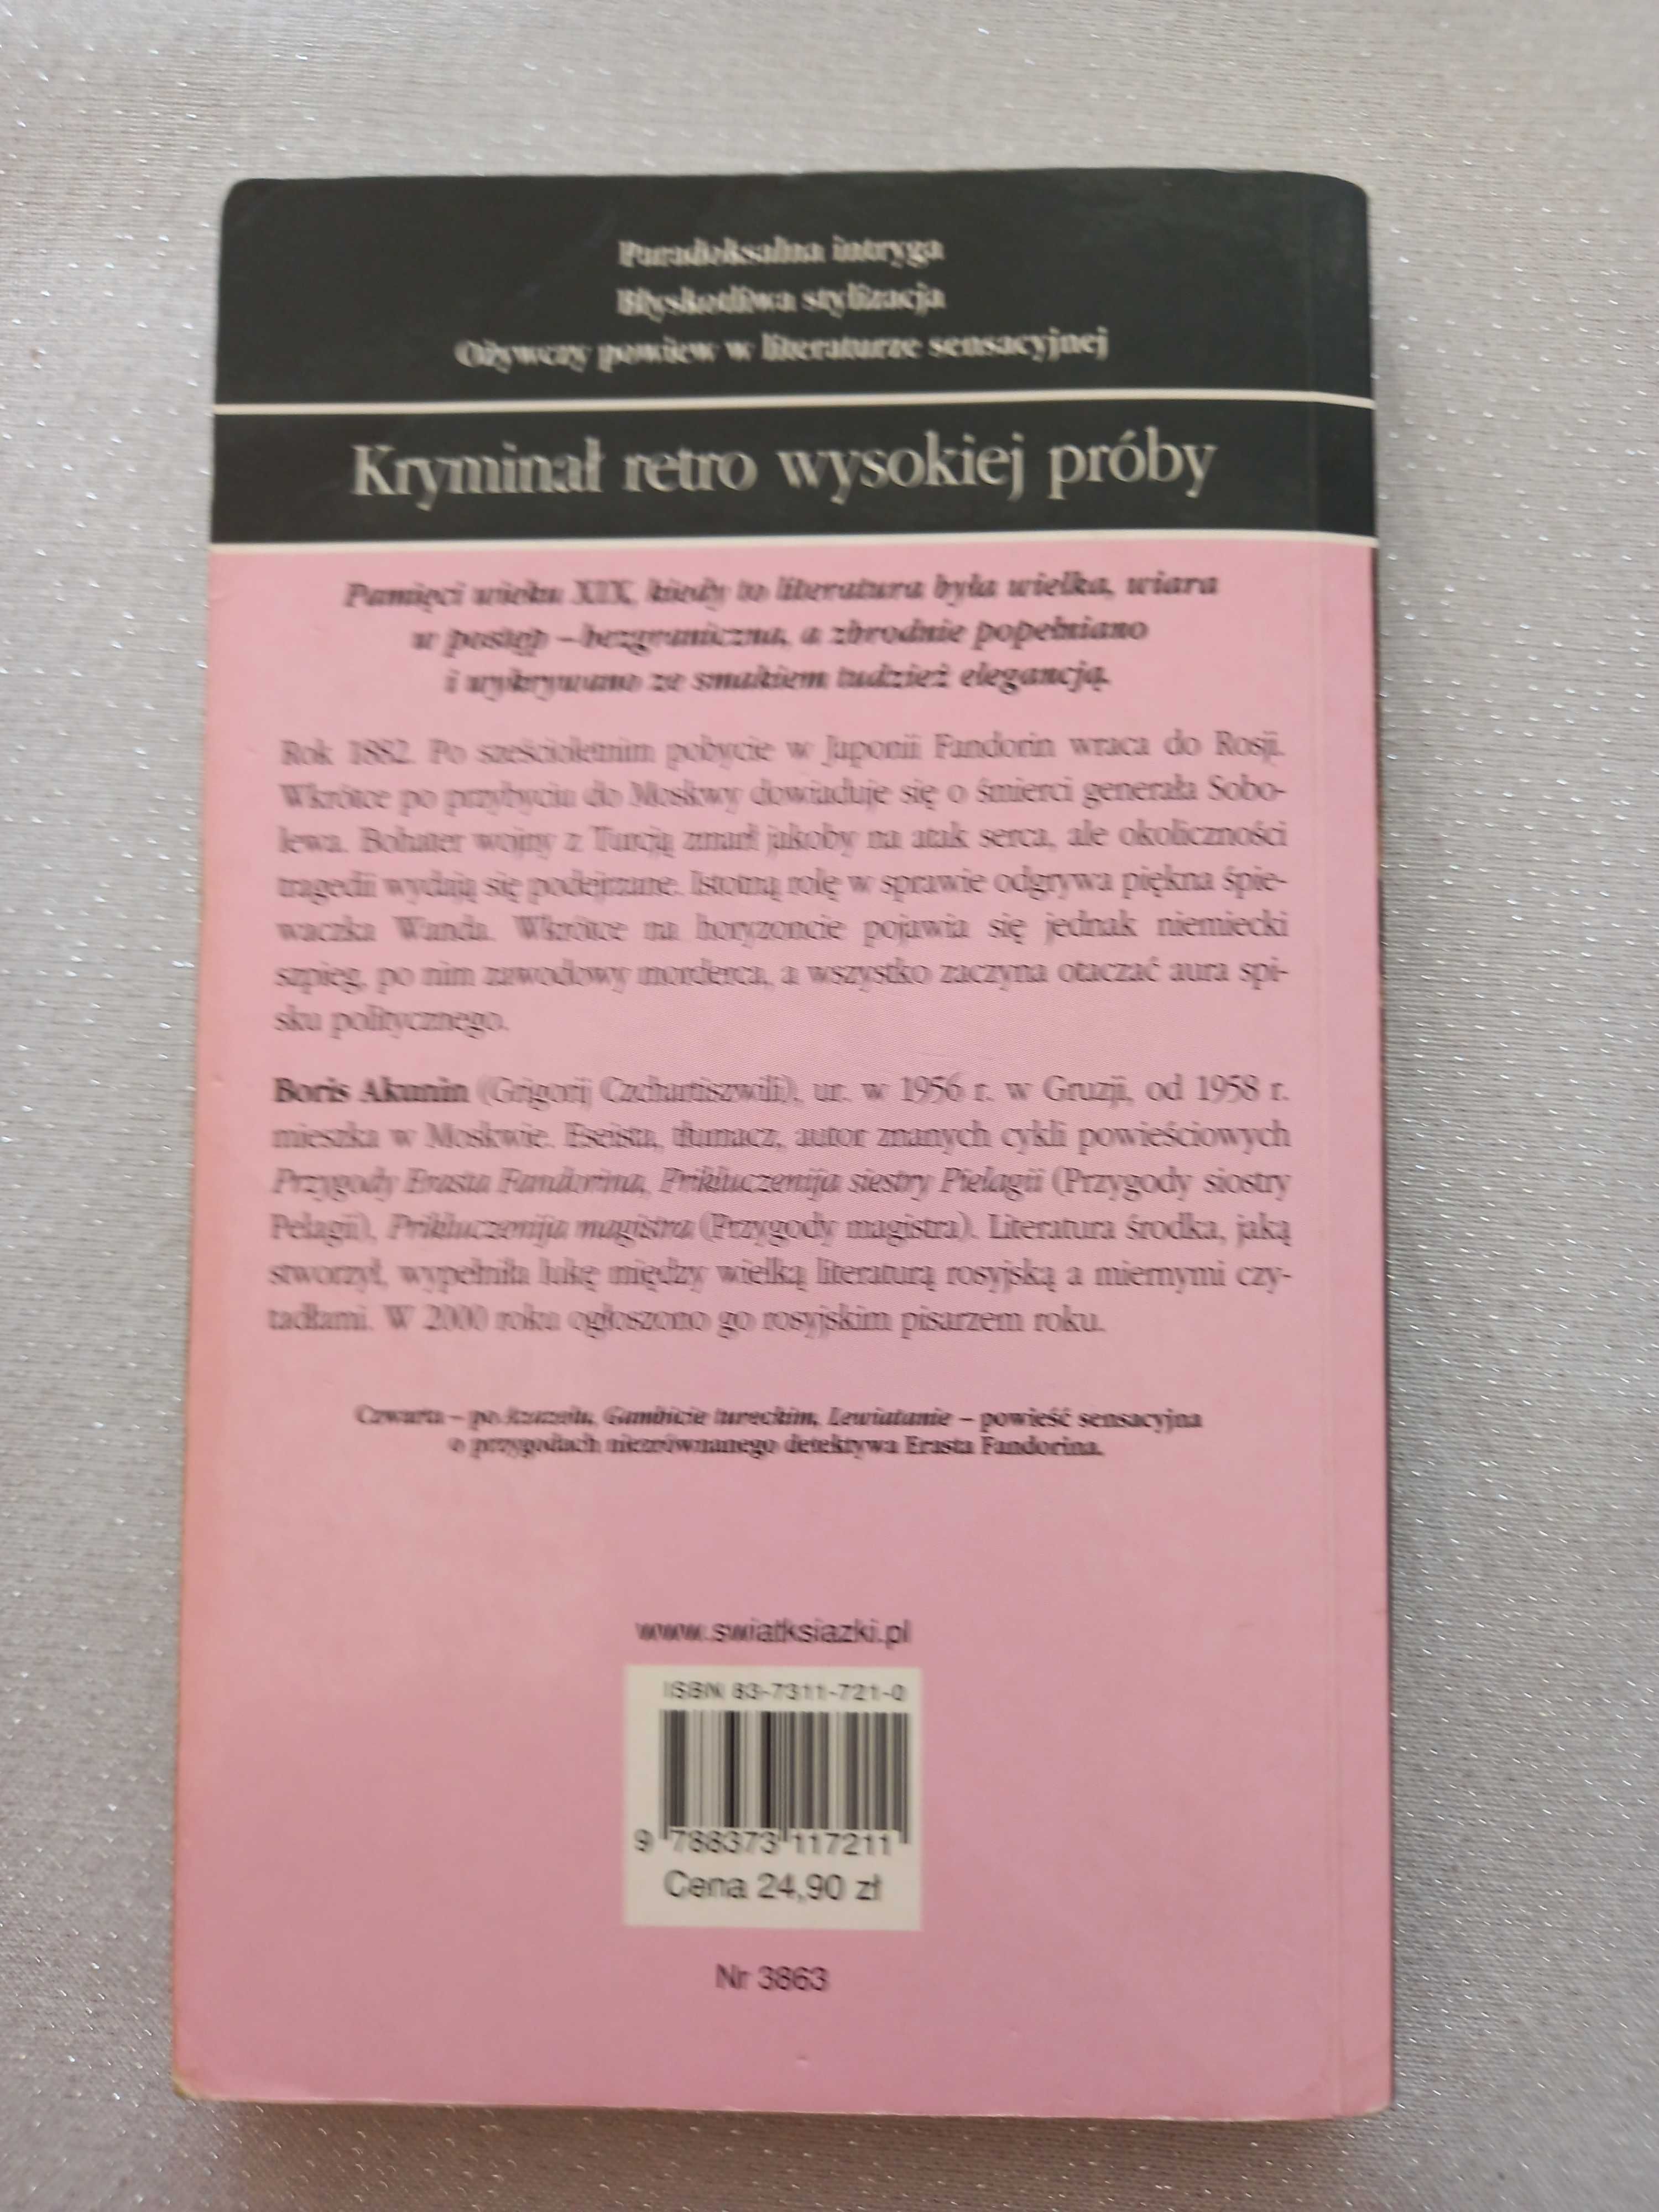 Paradoksalna intryga
Błyskotliwa stylizacja
Ożywczy powiew w literaturze sensacyjnej
Kryminał retro wysokiej próby
Pamięci wieku XIX, kiedy to literatura była wielka, wiara
w postęp – bezgraniczna, a zbrodnie popełniano
i wykrywano ze smakiem tudzież elegancją.
Rok 1882. Po sześcioletnim pobycie w Japonii Fandorin wraca do Rosji.
Wkrótce po przybyciu do Moskwy dowiaduje się o śmierci generała Sobo-
lewa. Bohater wojny z Turcją zmarł jakoby na atak serca, ale okoliczności
tragedii wydają się podejrzane. Istotną rolę w sprawie odgrywa piękna śpie-
waczka Wanda. Wkrótce na horyzoncie pojawia się jednak niemiecki
szpieg, po nim zawodowy morderca, a wszystko zaczyna otaczać aura spi-
sku politycznego.
Boris Akunin (Grigorij Czchartiszwili), ur. w 1956 r. w Gruzji, od 1958 r.
mieszka w Moskwie. Eseista, tłumacz, autor znanych cykli powieściowych
Przygody Erasta Fandorina, Prikluczenija siestry Pielagii (Przygody siostry
Pelagii), Prikluczenija magistra (Przygody magistra). Literatura środka, jaką
stworzył, wypełniła lukę między wielką literaturą rosyjską a miernymi czy-
tadłami. W 2000 roku ogłoszono go rosyjskim pisarzem roku.
Czwarta – po Azazelu, Gambicie tureckim, Lewiatanie – powieść sensacyjna
o przygodach niezrównanego detektywa Erasta Fandorina.
www.swiatksiazki.pl
ISBN 83-7311-721-0
9 788373 117211
Cena 24,90 zł
Nr 3863